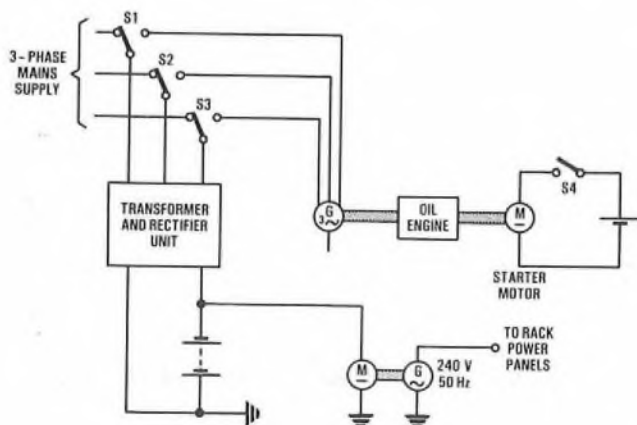 S1
3-PHASE
MAINS
SUPPLY
S2
S3
S4
TRANSFORMER
AND RECTIFIER
UNIT
G
3~
OIL
ENGINE
M
STARTER
MOTOR
TO RACK
POWER
PANELS
M
G
~
240 V
50 Hz